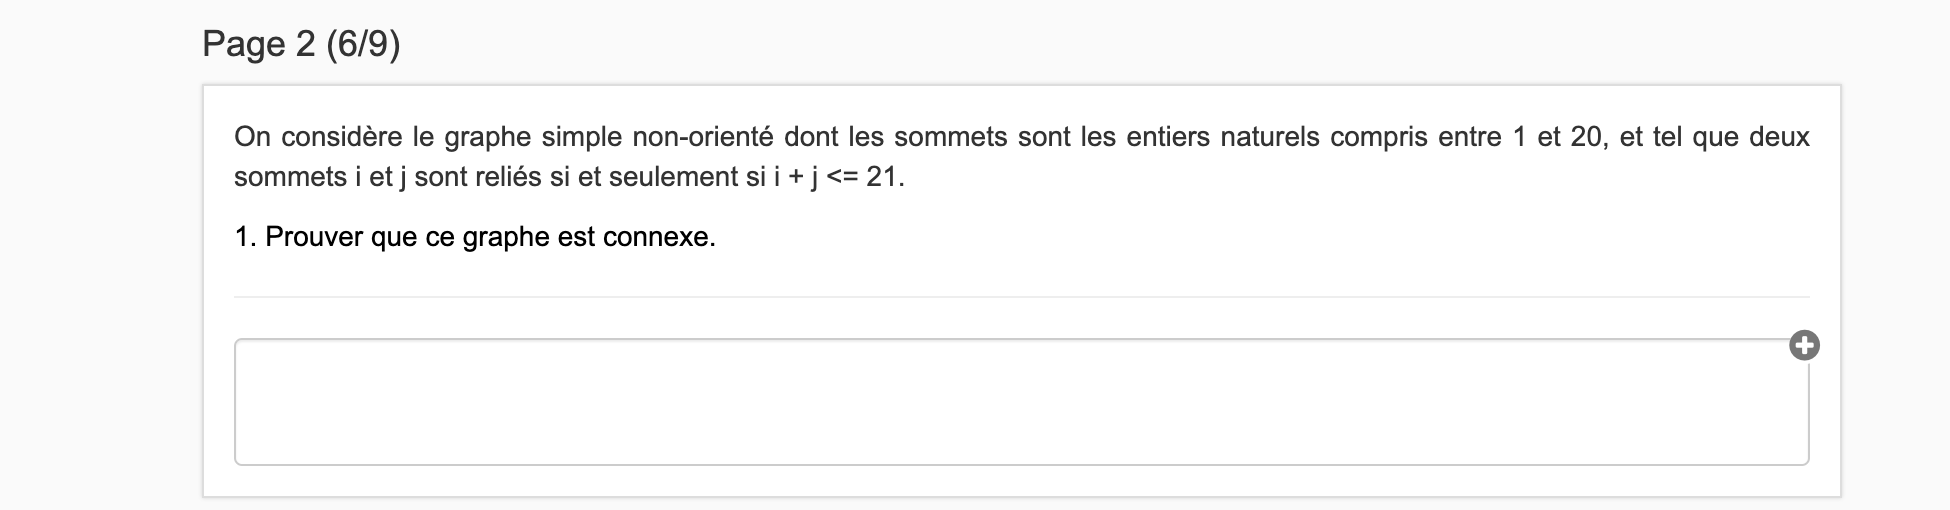 Page 2 (6/9)
On considère le graphe simple non-orienté dont les sommets sont les entiers naturels compris entre 1 et 20, et tel que deux
sommets i et j sont reliés si et seulement si i + j <= 21.
1. Prouver que ce graphe est connexe.